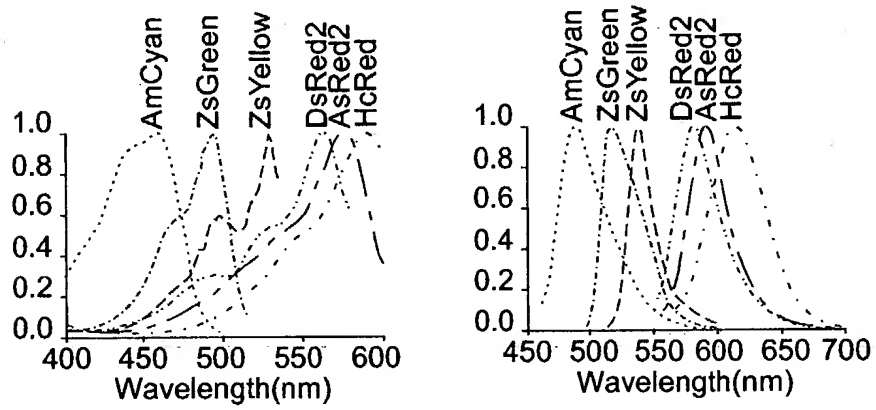 AmCyan
ZsGreen
ZsYellow
DsRed2
AsRed2
HcRed
1.0
0.8
0.6
0.4
0.2
0.0
400 450 500 550 600
Wavelength(nm)
AmCyan
ZsGreen
ZsYellow
DsRed2
AsRed2
HcRed
1.0
0.8
0.6
0.4
0.2
0.0
450 500 550 600 650 700
Wavelength(nm)